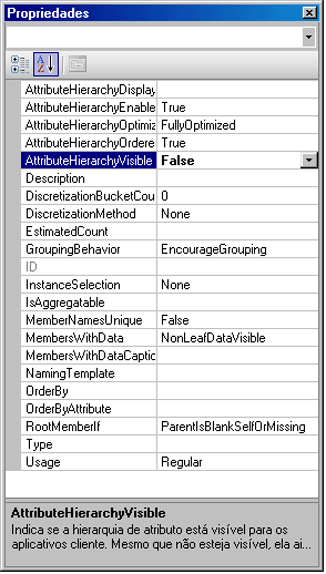 Propriedades
AttributeHierarchyDisplay
AttributeHierarchyEnable True
AttributeHierarchyOptimiz FullyOptimized
AttributeHierarchyOrdere True
AttributeHierarchyVisible False
Description
DiscretizationBucketCou 0
DiscretizationMethod None
EstimatedCount
GroupingBehavior EncourageGrouping
ID
InstanceSelection None
IsAggregatable
MemberNamesUnique False
MembersWithData NonLeafDataVisible
MembersWithDataCaptio
NamingTemplate
OrderBy
OrderByAttribute
RootMemberIf ParentIsBlankSelfOrMissing
Type
Usage Regular
AttributeHierarchyVisible
Indica se a hierarquia de atributo está visível para os
aplicativos cliente. Mesmo que não esteja visível, ela ai...